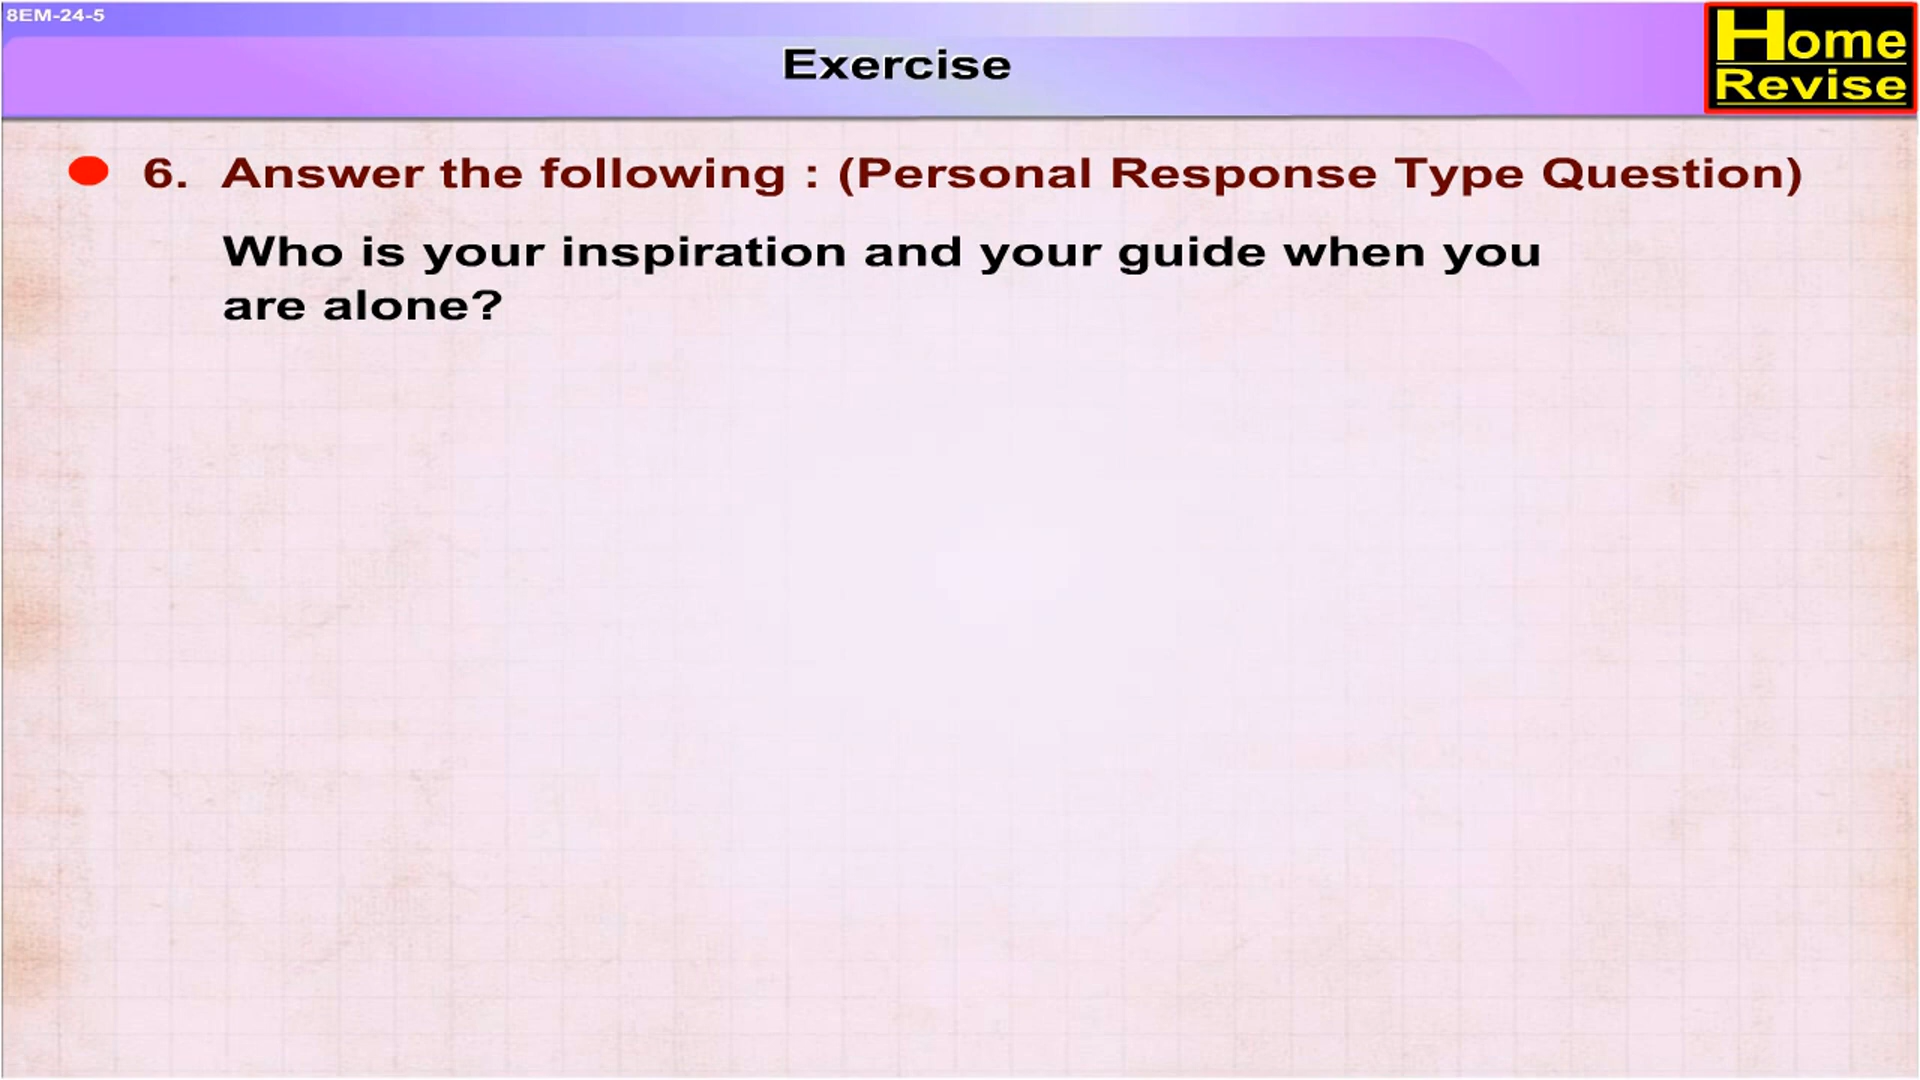 8EM-24-5
Exercise
Home
Revise
6. Answer the following : (Personal Response Type Question)
Who is your inspiration and your guide when you
are alone?